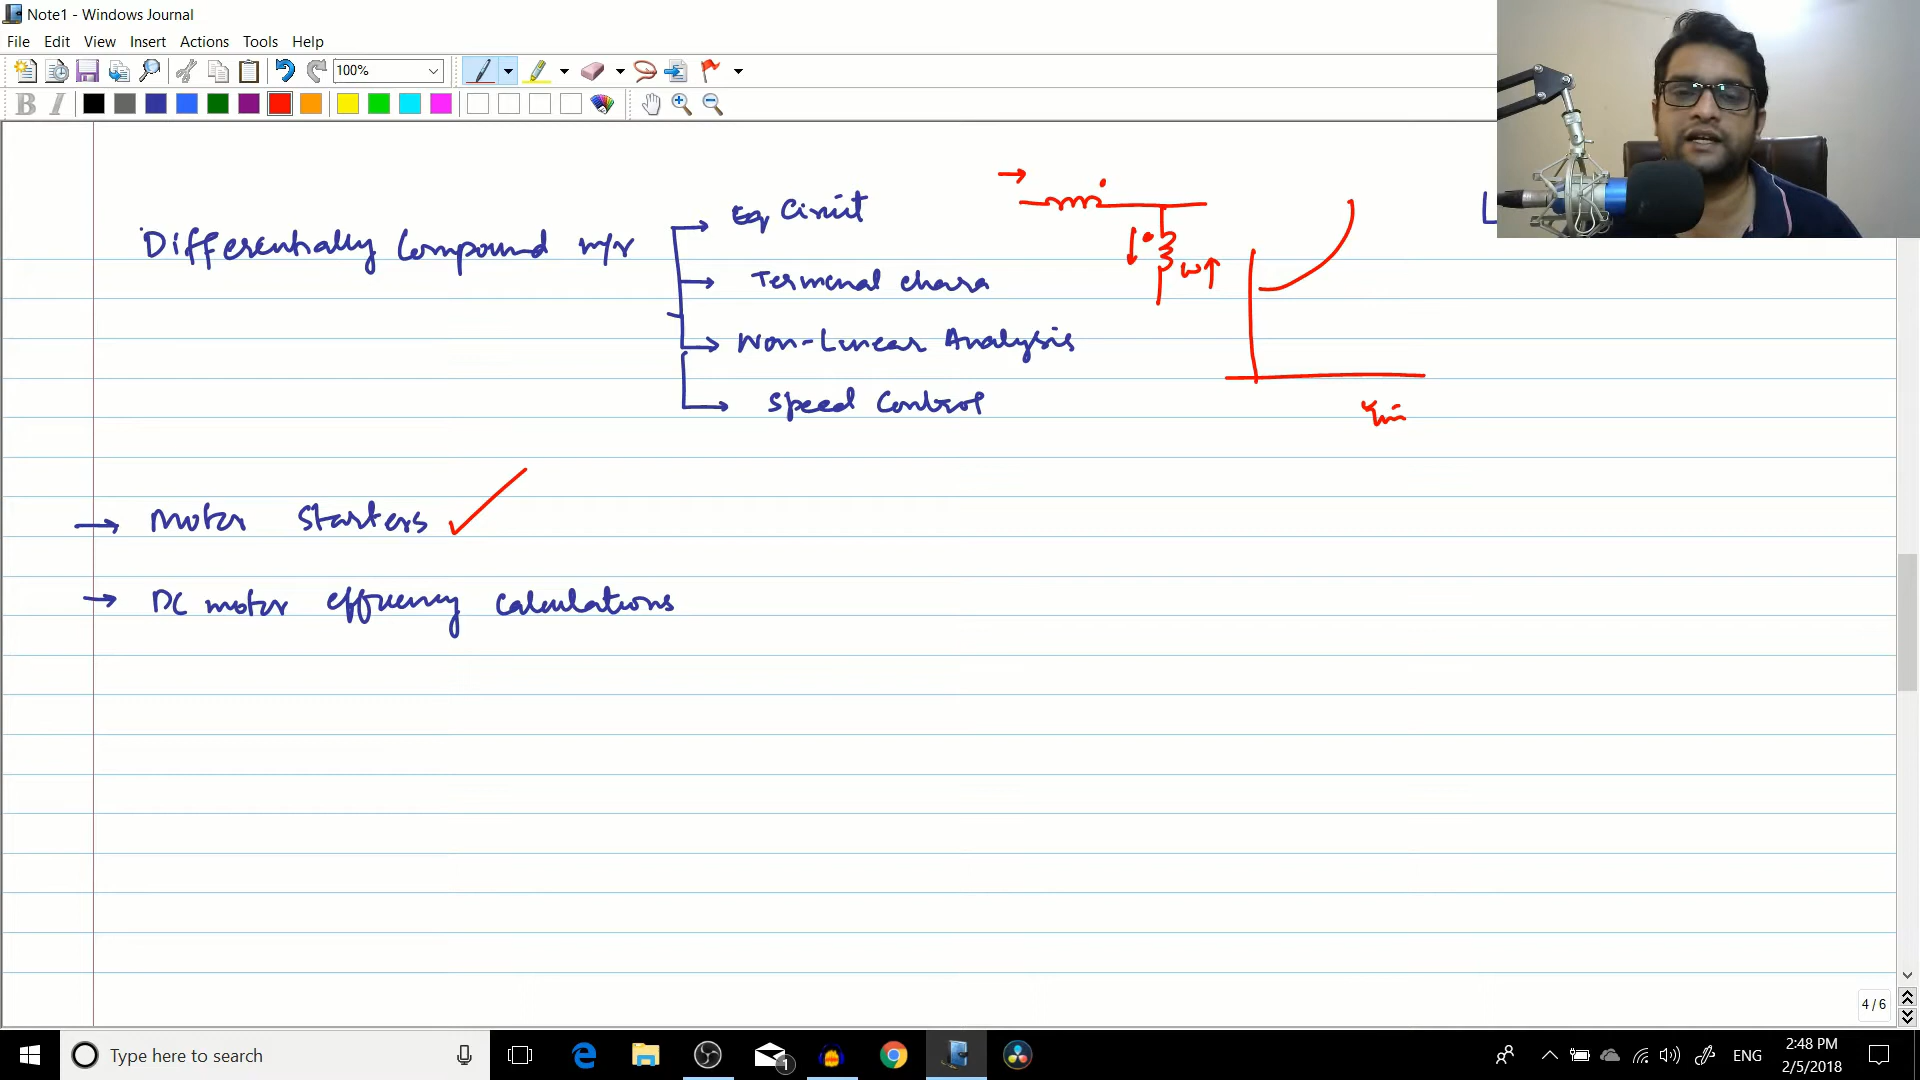 Note1 - Windows Journal
File Edit View Insert Actions Tools Help
100%
B I
Differentially Compound m/r
Eq Circuit
Terminal chara
Non-Linear Analysis
Speed Control
ω↑
L
τin
→ Motor Starters ✓
→ DC motor efficiency calculations
4 / 6
Type here to search
1
ENG
2:48 PM
2/5/2018